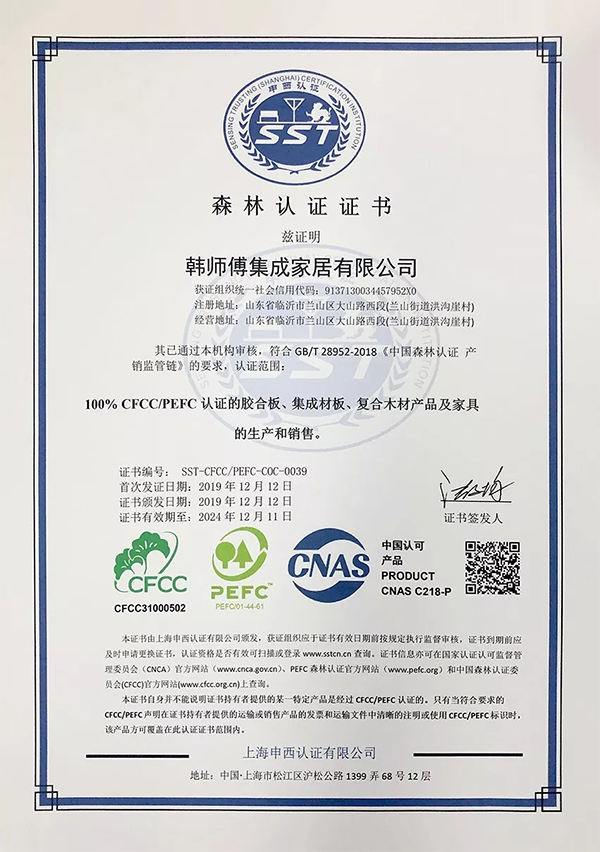 SENSING TRUSTING (SHANGHAI) CERTIFICATION INSTITUTION
申西认证
SST
森林认证证书
兹证明
韩师傅集成家居有限公司
获证组织统一社会信用代码：9137130034457952X0
注册地址：山东省临沂市兰山区大山路西段(兰山街道洪沟崖村)
经营地址：山东省临沂市兰山区大山路西段(兰山街道洪沟崖村)
其已通过本机构审核，符合 GB/T 28952-2018《中国森林认证 产
销监管链》的要求，认证范围：
100% CFCC/PEFC 认证的胶合板、集成材板、复合木材产品及家具
的生产和销售。
证书编号： SST-CFCC/PEFC-COC-0039
首次发证日期：2019 年 12 月 12 日
证书颁发日期：2019 年 12 月 12 日
证书有效期至：2024 年 12 月 11 日
证书签发人
CFCC
CFCC31000502
PEFC™
PEFC/01-44-61
CNAS
中国认可
产品
PRODUCT
CNAS C218-P
本证书由上海申西认证有限公司颁发，获证组织应于证书有效日期前按规定执行监督审核，证书到期前应
及时申请更换证书，认证资格是否有效可扫描或登录 www.sstcn.cn 查询。证书信息亦可在国家认证认可监督管
理委员会（CNCA）官方网站（www.cnca.gov.cn）、PEFC 森林认证官方网站（www.pefc.org）和中国森林认证委
员会(CFCC)官方网站(www.cfcc.org.cn)上查询。
本证书自身并不能说明证书持有者提供的某一特定产品是经过 CFCC/PEFC 认证的。只有当符合要求的
CFCC/PEFC 声明在证书持有者提供的运输或销售产品的发票和运输文件中清晰的注明或使用 CFCC/PEFC 标识时，
该产品方可覆盖在此认证证书范围内。
上海申西认证有限公司
地址：中国·上海市松江区沪松公路 1399 弄 68 号 12 层